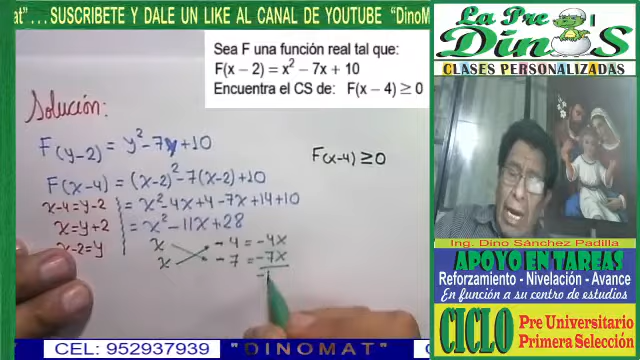 at”...SUSCRIBETE Y DALE UN LIKE AL CANAL DE YOUTUBE “DinoM
La Pre
DinoS
CLASES PERSONALIZADAS
Sea F una función real tal que:
F(x − 2) = x² − 7x + 10
Encuentra el CS de: F(x − 4) ≥ 0
Solución:
F(y-2) = y² - 7y + 10
F(x-4) ≥ 0
F(x-4) = (x-2)² - 7(x-2) + 10
x-4 = y-2 = x² - 4x + 4 - 7x + 14 + 10
x = y+2 = x² - 11x + 28
x-2 = y
x -4 = -4x
x -7 = -7x
Ing. Dino Sánchez Padilla
APOYO EN TAREAS
Reforzamiento - Nivelación - Avance
En función a su centro de estudios
CICLO Pre Universitario
Primera Selección
CEL: 952937939 "DINOMAT" CEL: 9